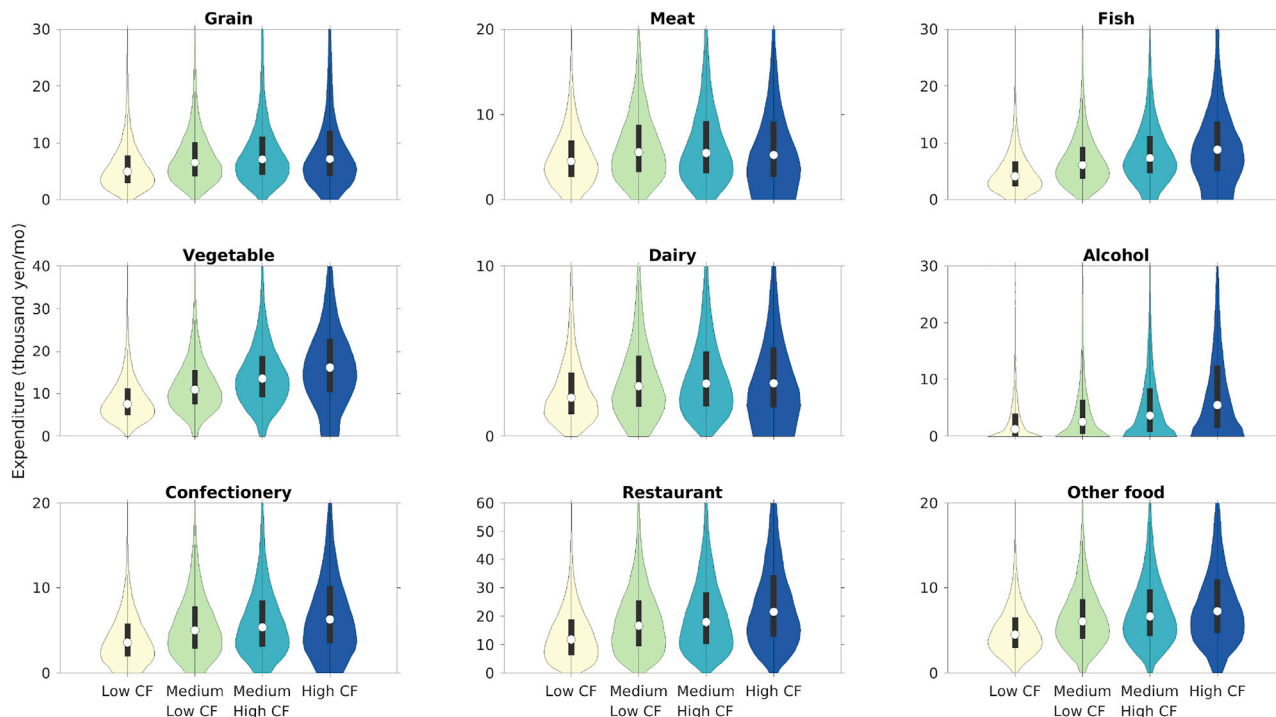 Grain
Meat
Fish
30
20
10
0
20
10
0
30
20
10
0
Expenditure (thousand yen/mo)
Vegetable
Dairy
Alcohol
40
30
20
10
0
10
0
30
20
10
0
Confectionery
Restaurant
Other food
20
10
0
60
50
40
30
20
10
0
20
10
0
Low CF
Medium
Low CF
Medium
High CF
High CF
Low CF
Medium
Low CF
Medium
High CF
High CF
Low CF
Medium
Low CF
Medium
High CF
High CF